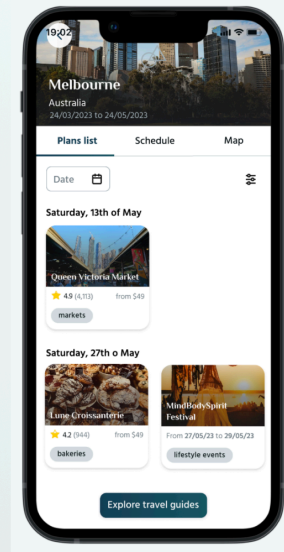 19:02
Melbourne
Australia
24/03/2023 to 24/05/2023
Plans list Schedule Map
Date
Saturday, 13th of May
Queen Victoria Market
4.9 (4,113) from $49
markets
Saturday, 27th o May
Lune Croissanterie
4.2 (944) from $49
bakeries
MindBodySpirit
Festival
From 27/05/23 to 29/05/23
lifestyle events
Explore travel guides